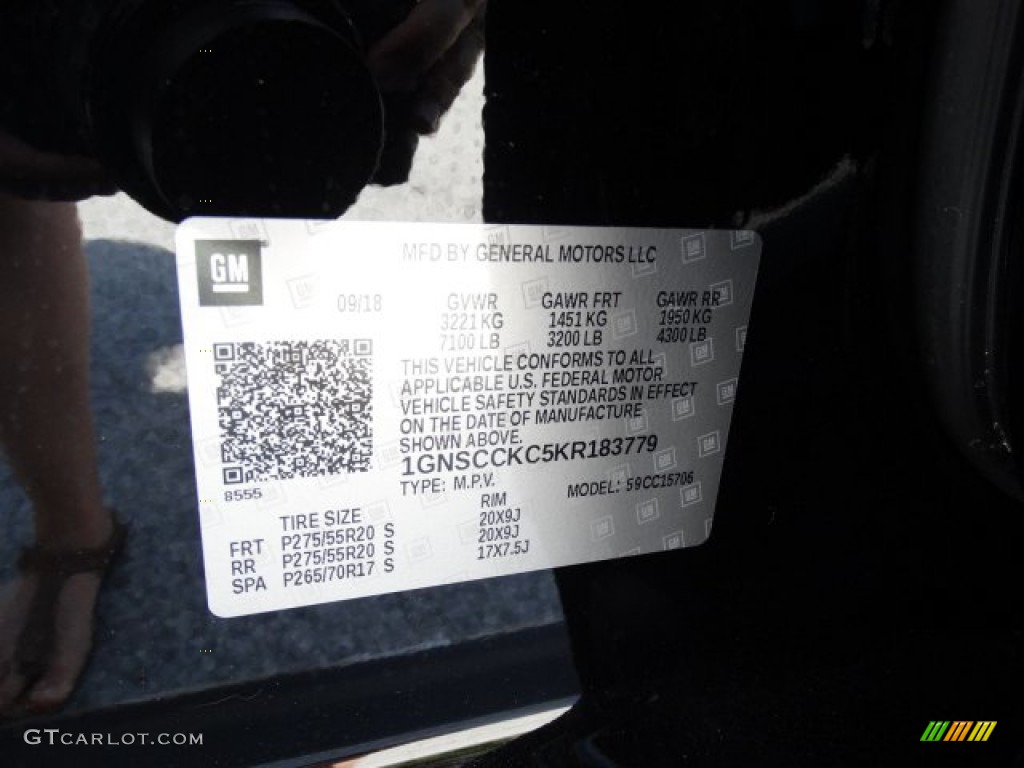 GM
MFD BY GENERAL MOTORS LLC
09/18 GVWR GAWR FRT GAWR RR
3221 KG 1451 KG 1950 KG
7100 LB 3200 LB 4300 LB
THIS VEHICLE CONFORMS TO ALL
APPLICABLE U.S. FEDERAL MOTOR
VEHICLE SAFETY STANDARDS IN EFFECT
ON THE DATE OF MANUFACTURE
SHOWN ABOVE.
1GNSCCKC5KR183779
TYPE: M.P.V. MODEL: 59CC15706
8555
TIRE SIZE RIM
FRT P275/55R20 S 20X9J
RR P275/55R20 S 20X9J
SPA P265/70R17 S 17X7.5J
GTCARLOT.COM